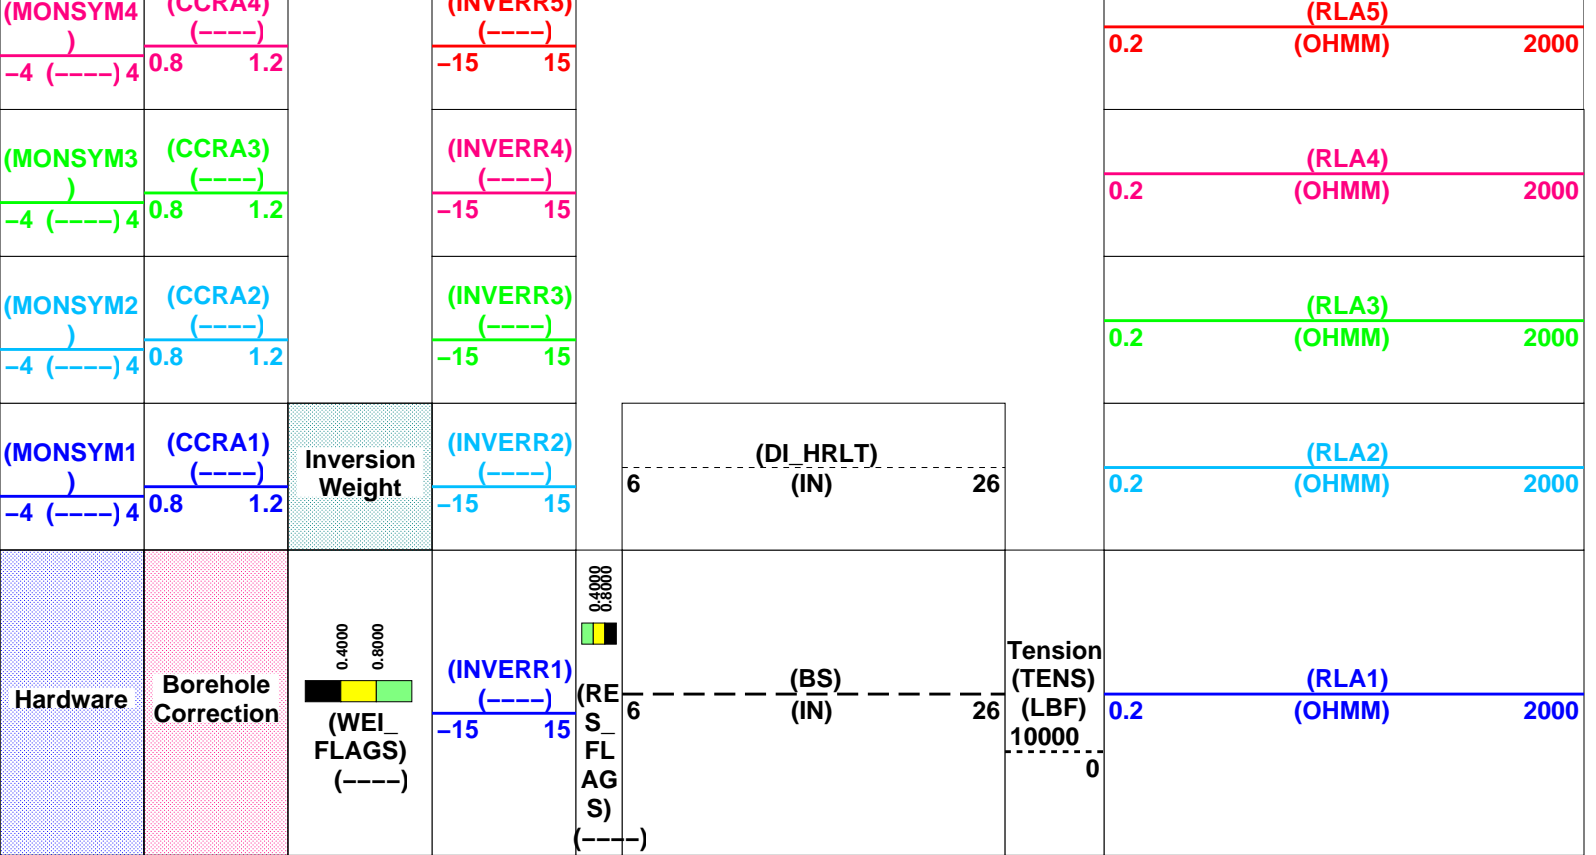 (MONSYM4
)
−4 (−−−−) 4
(CCRA4)
(−−−−)
0.8 1.2
(INVERR5)
(−−−−)
−15 15
(RLA5)
0.2 (OHMM) 2000
(MONSYM3
)
−4 (−−−−) 4
(CCRA3)
(−−−−)
0.8 1.2
(INVERR4)
(−−−−)
−15 15
(RLA4)
0.2 (OHMM) 2000
(MONSYM2
)
−4 (−−−−) 4
(CCRA2)
(−−−−)
0.8 1.2
(INVERR3)
(−−−−)
−15 15
(RLA3)
0.2 (OHMM) 2000
(MONSYM1
)
−4 (−−−−) 4
(CCRA1)
(−−−−)
0.8 1.2
Inversion
Weight
(INVERR2)
(−−−−)
−15 15
(DI_HRLT)
6 (IN) 26
(RLA2)
0.2 (OHMM) 2000
Hardware
Borehole
Correction
0.4000
0.8000
(WEI_
FLAGS)
(−−−−)
(INVERR1)
(−−−−)
−15 15
0.4000
0.8000
(RE
S_
FL
AG
S)
(−−−−)
(BS)
6 (IN) 26
Tension
(TENS)
(LBF)
10000
0
(RLA1)
0.2 (OHMM) 2000